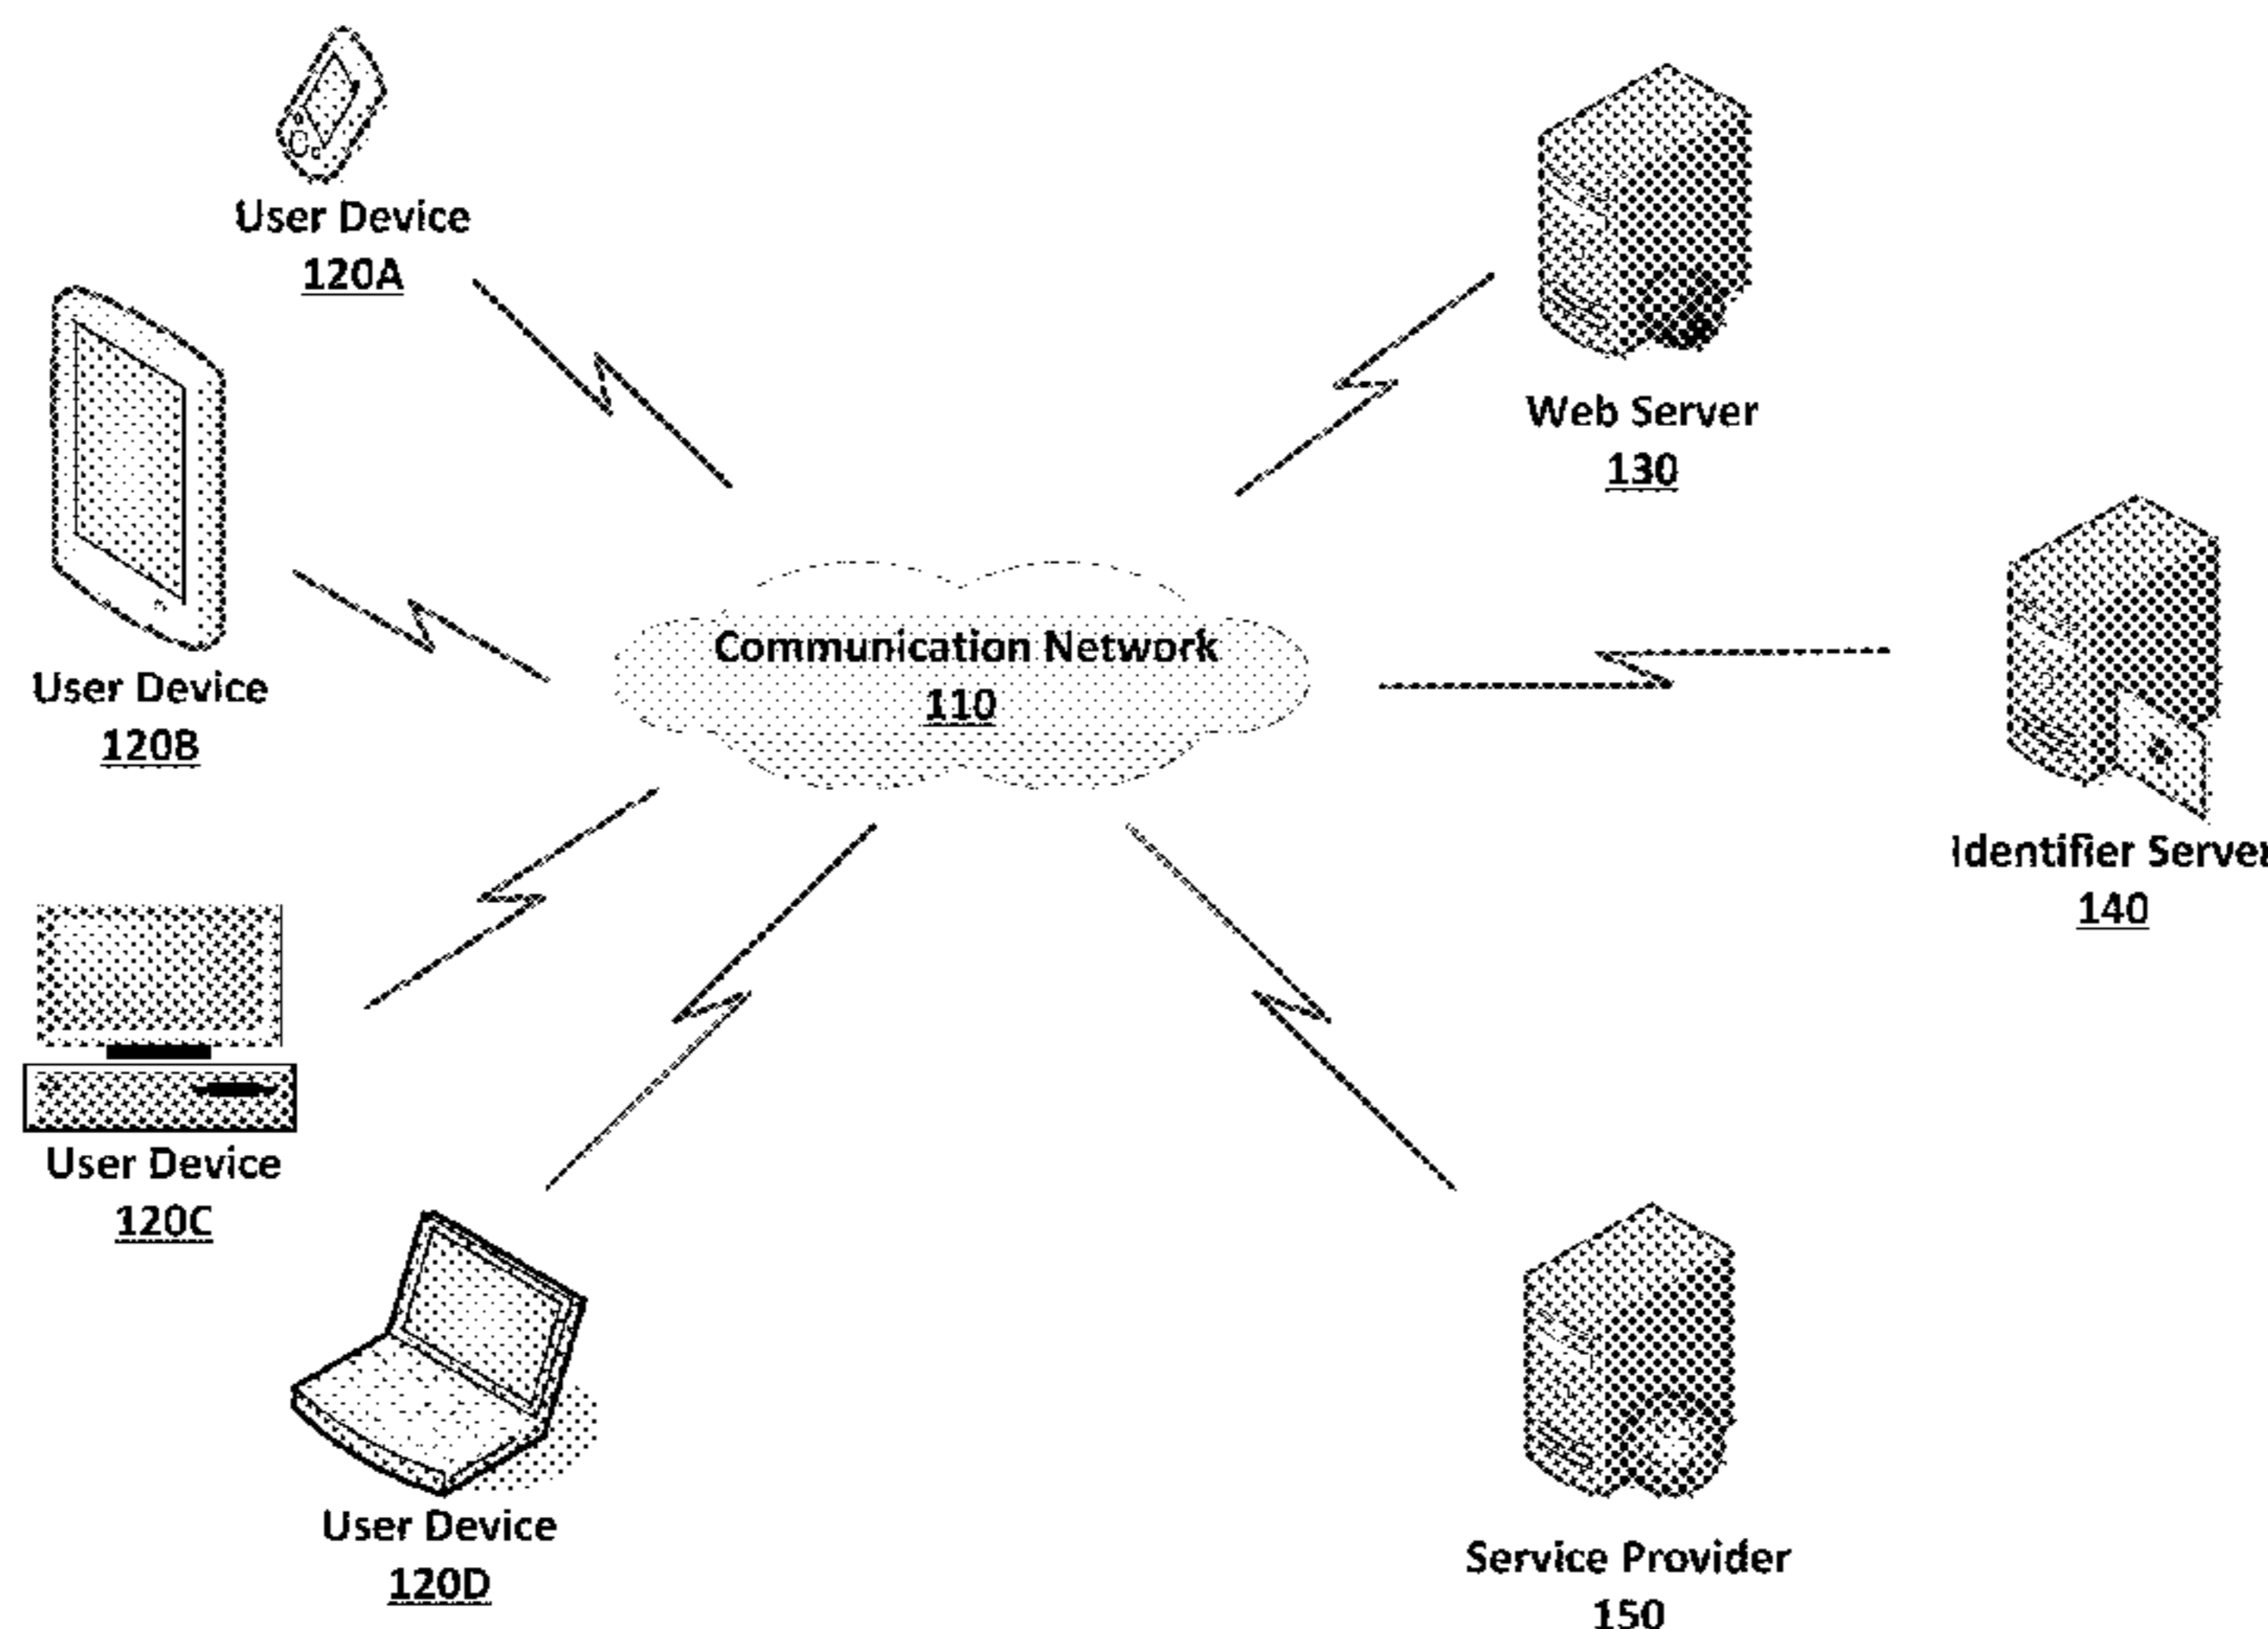 User Device
120A
Web Server
130
Communication Network
110
User Device
120B
Identifier Server
140
User Device
120C
User Device
120D
Service Provider
150